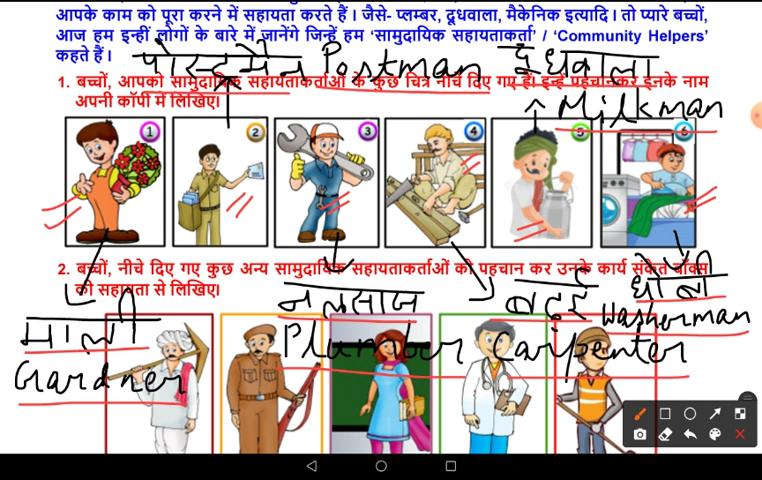 आपके काम को पूरा करने में सहायता करते हैं । जैसे- प्लम्बर, दूधवाला, मैकेनिक इत्यादि । तो प्यारे बच्चों,
आज हम इन्हीं लोगों के बारे में जानेंगे जिन्हें हम ‘सामुदायिक सहायताकर्ता’ / ‘Community Helpers’
कहते हैं ।
पोस्टमैन Postman दूधवाला
1. बच्चों, आपको सामुदायिक सहायताकर्ताओं के कुछ चित्र नीचे दिए गए हैं। इन्हें पहचानकर इनके नाम
अपनी कॉपी में लिखिए।
Milkman
1 2 3 4 5 6
2. बच्चों, नीचे दिए गए कुछ अन्य सामुदायिक सहायताकर्ताओं को पहचान कर उनके कार्य संकेत बॉक्स
की सहायता से लिखिए।
माली नलसाज बढ़ई धोबी
Gardner Plumber Carpenter Washerman